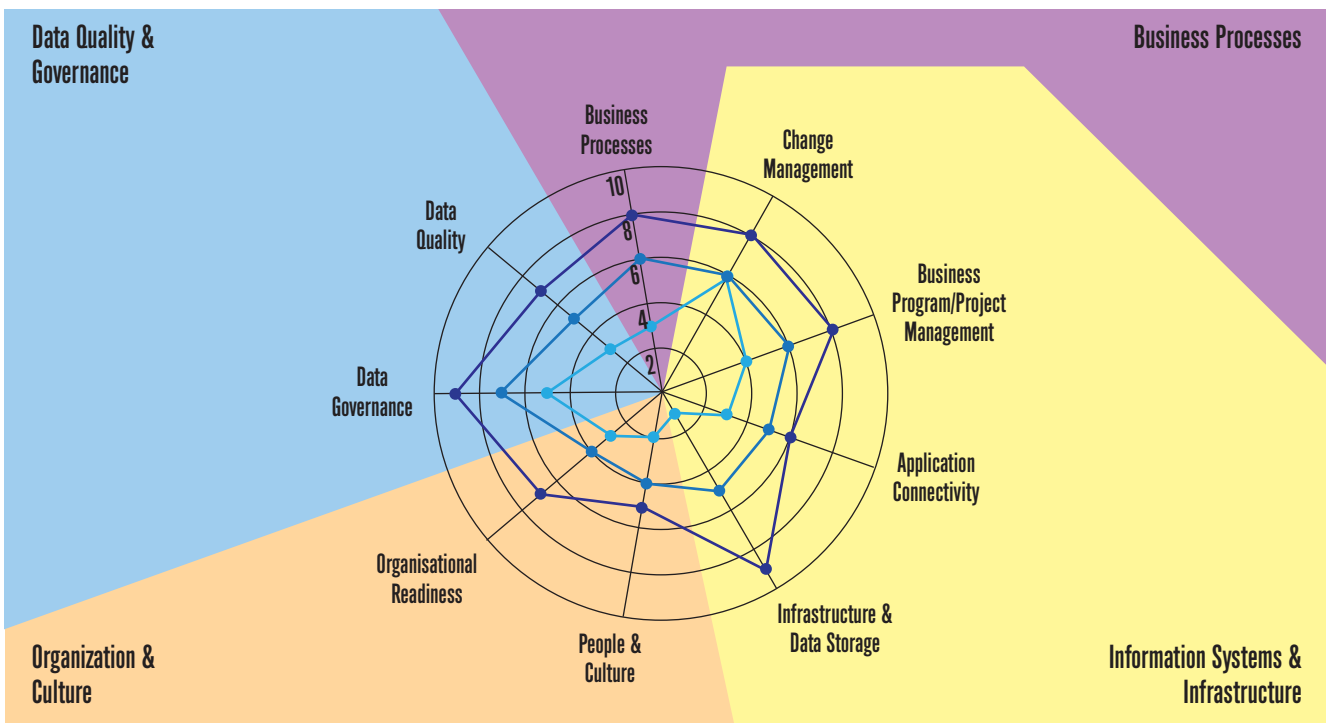 Data Quality &
Governance
Business Processes
Business
Processes
Change
Management
10
8
6
4
2
Data
Quality
Business
Program/Project
Management
Data
Governance
Application
Connectivity
Organisational
Readiness
Infrastructure &
Data Storage
People &
Culture
Organization &
Culture
Information Systems &
Infrastructure